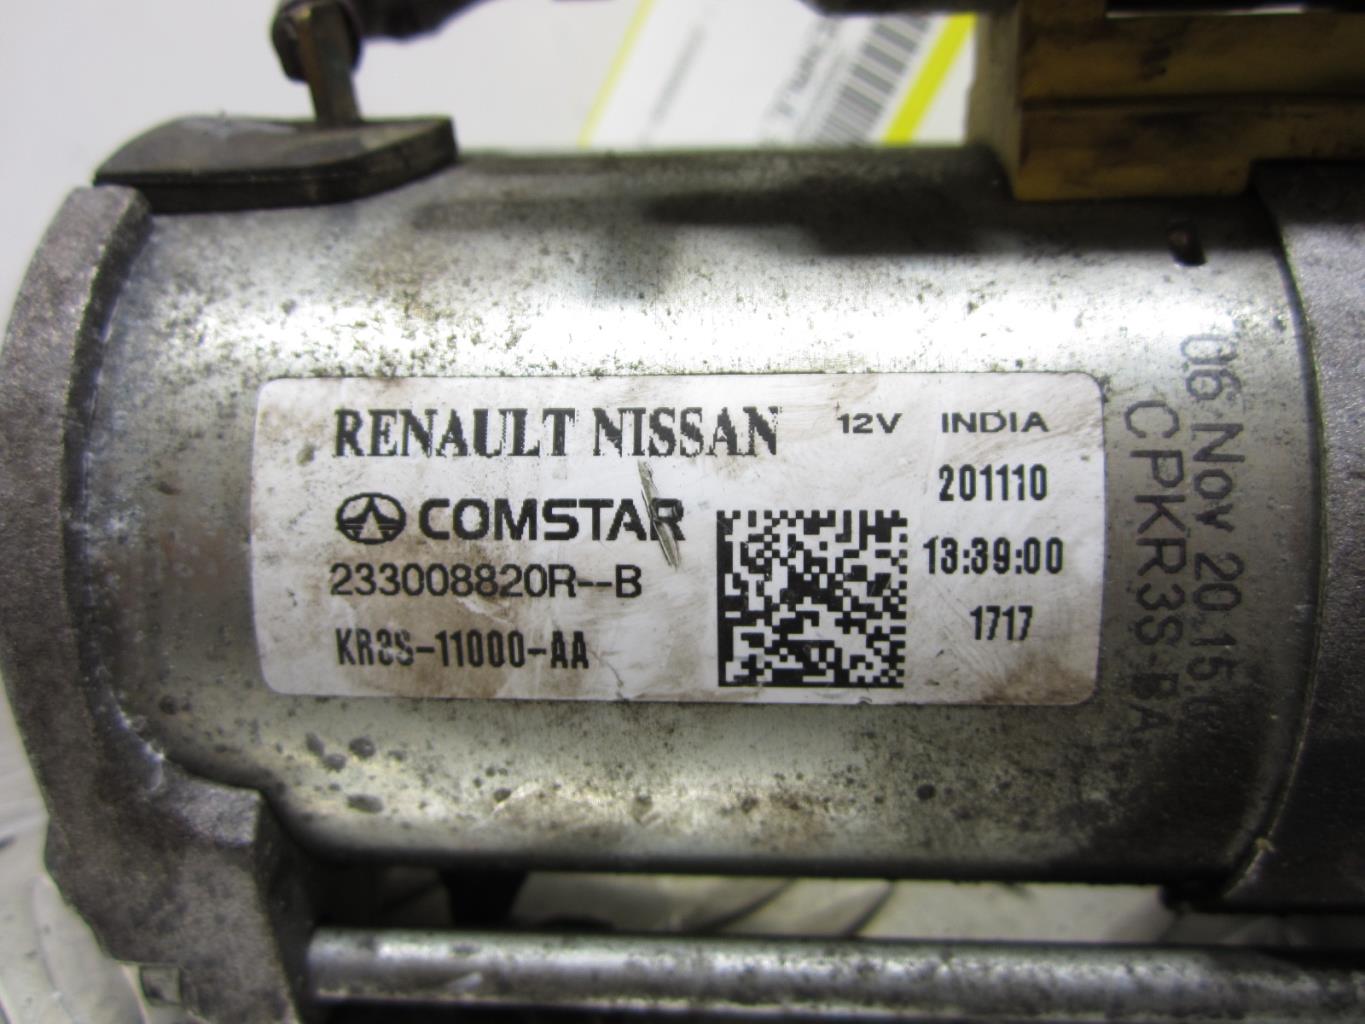 RENAULT NISSAN 12V INDIA
COMSTAR 201110
233008820R--B 13:39:00
KR3S-11000-AA 1717
06 Nov 20.15:
CPKR3S-BA